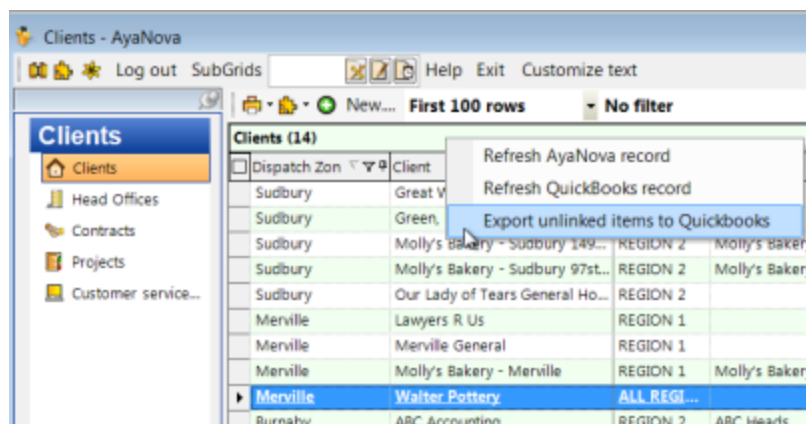 Clients - AyaNova
Log out SubGrids Help Exit Customize text
New... First 100 rows No filter
Clients
Clients (14)
Clients
Head Offices
Contracts
Projects
Customer service...
Dispatch Zon Client
Refresh AyaNova record
Refresh QuickBooks record
Export unlinked items to Quickbooks
Sudbury Great
Sudbury Green,
Sudbury Molly's Bakery - Sudbury 149... REGION 2 Molly's Baker
Sudbury Molly's Bakery - Sudbury 97st... REGION 2 Molly's Baker
Sudbury Our Lady of Tears General Ho... REGION 2
Merville Lawyers R Us REGION 1
Merville Merville General REGION 1
Merville Molly's Bakery - Merville REGION 1 Molly's Baker
Merville Walter Pottery ALL REGI...
Burnaby ABC Accounting REGION 2 ABC Heads